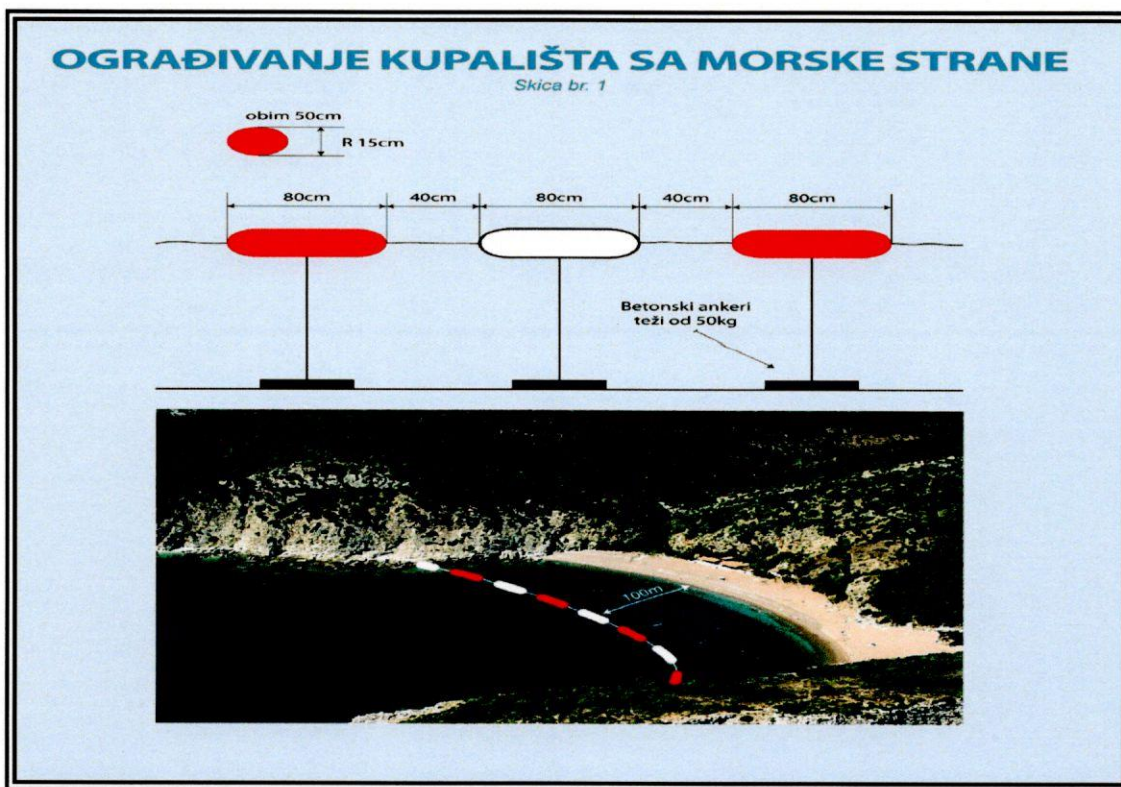 OGRAĐIVANJE KUPALIŠTA SA MORSKE STRANE
Skica br. 1
obim 50cm
R 15cm
80cm 40cm 80cm 40cm 80cm
Betonski ankeri
teži od 50kg
100m